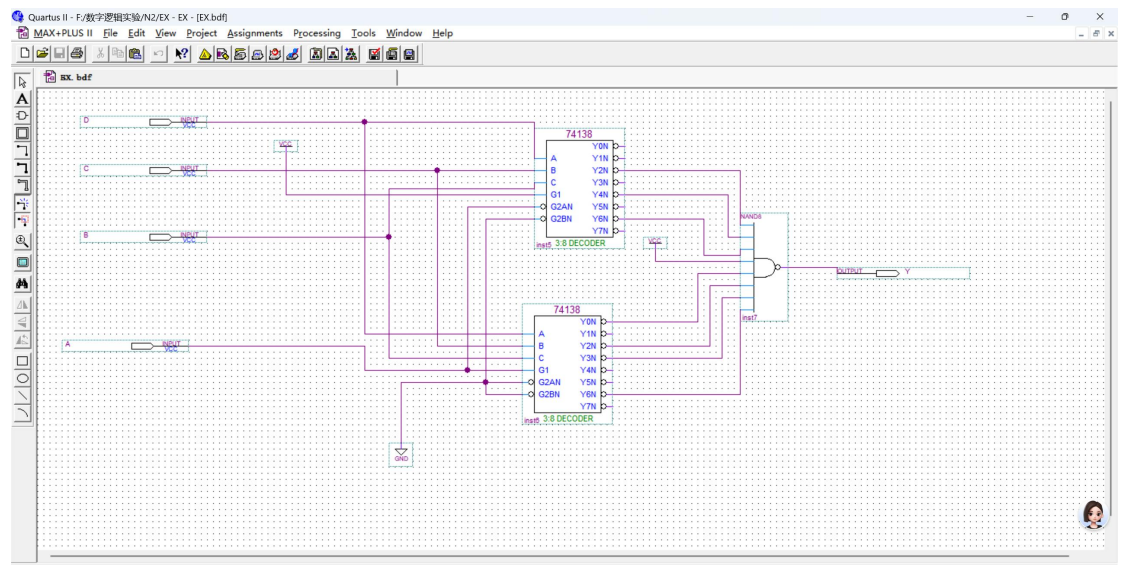 Quartus II - F:/数字逻辑实验/N2/EX - EX - [EX.bdf]
MAX+PLUS II File Edit View Project Assignments Processing Tools Window Help
EX.bdf
D INPUT
VCC
VCC
C INPUT
VCC
B INPUT
VCC
A INPUT
VCC
74138
A
B
C
G1
G2AN
G2BN
Y0N
Y1N
Y2N
Y3N
Y4N
Y5N
Y6N
Y7N
inst5 3:8 DECODER
VCC
NAND8
inst7
OUTPUT Y
74138
A
B
C
G1
G2AN
G2BN
Y0N
Y1N
Y2N
Y3N
Y4N
Y5N
Y6N
Y7N
inst6 3:8 DECODER
GND